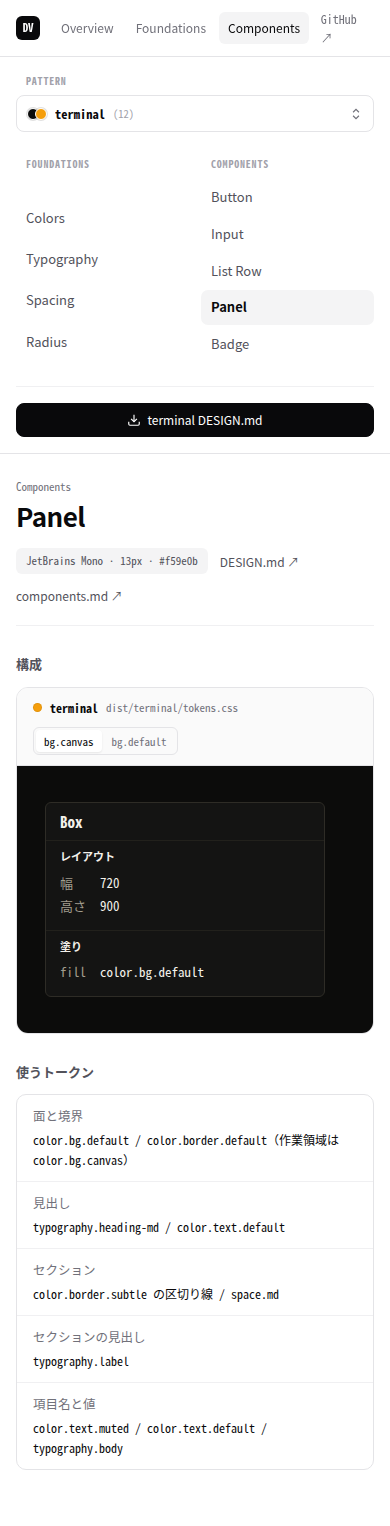 DV
Overview
Foundations
Components
GitHub ↗
PATTERN
terminal (12)
FOUNDATIONS
Colors
Typography
Spacing
Radius
COMPONENTS
Button
Input
List Row
Panel
Badge
terminal DESIGN.md
Components
Panel
JetBrains Mono · 13px · #f59e0b
DESIGN.md ↗
components.md ↗
構成
terminal dist/terminal/tokens.css
bg.canvas bg.default
Box
レイアウト
幅 720
高さ 900
塗り
fill color.bg.default
使うトークン
面と境界
color.bg.default / color.border.default（作業領域は
color.bg.canvas）
見出し
typography.heading-md / color.text.default
セクション
color.border.subtle の区切り線 / space.md
セクションの見出し
typography.label
項目名と値
color.text.muted / color.text.default /
typography.body